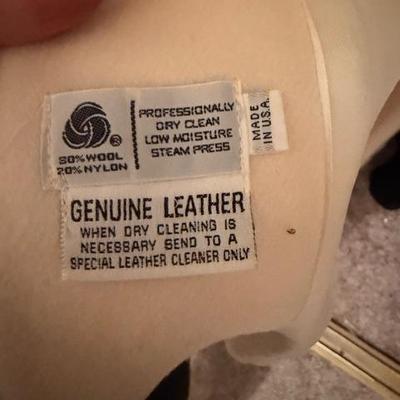 ®
80% WOOL
20% NYLON
PROFESSIONALLY
DRY CLEAN
LOW MOISTURE
STEAM PRESS
MADE
IN U.S.A.
GENUINE LEATHER
WHEN DRY CLEANING IS
NECESSARY SEND TO A
SPECIAL LEATHER CLEANER ONLY